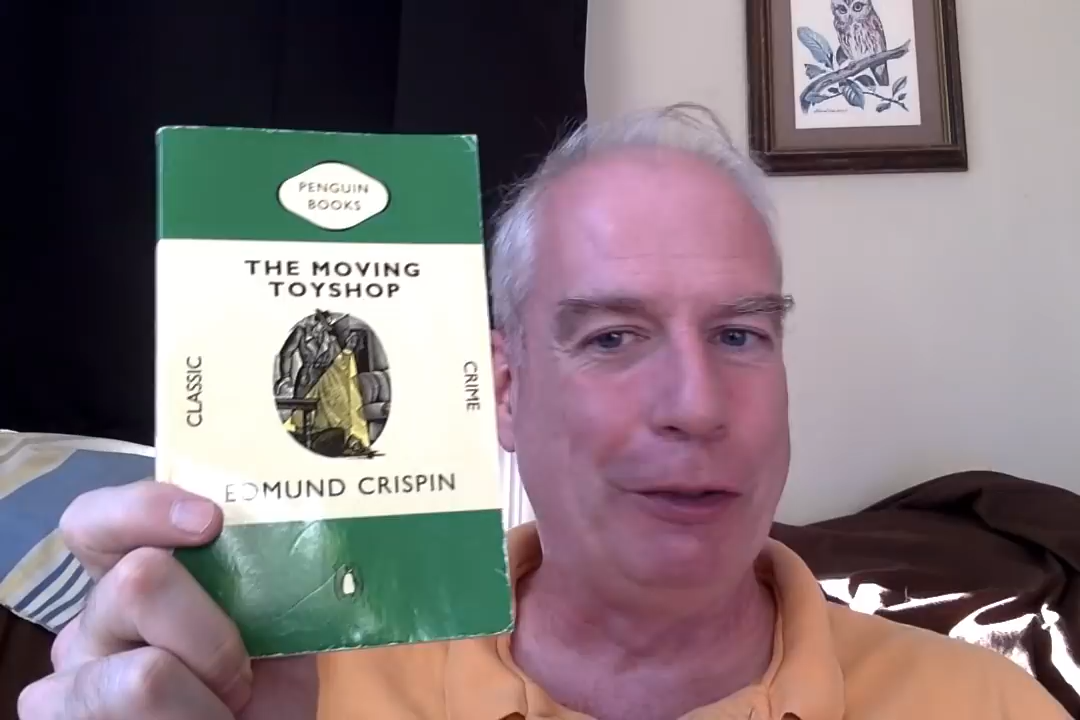 PENGUIN
BOOKS
THE MOVING
TOYSHOP
CLASSIC
CRIME
EDMUND CRISPIN